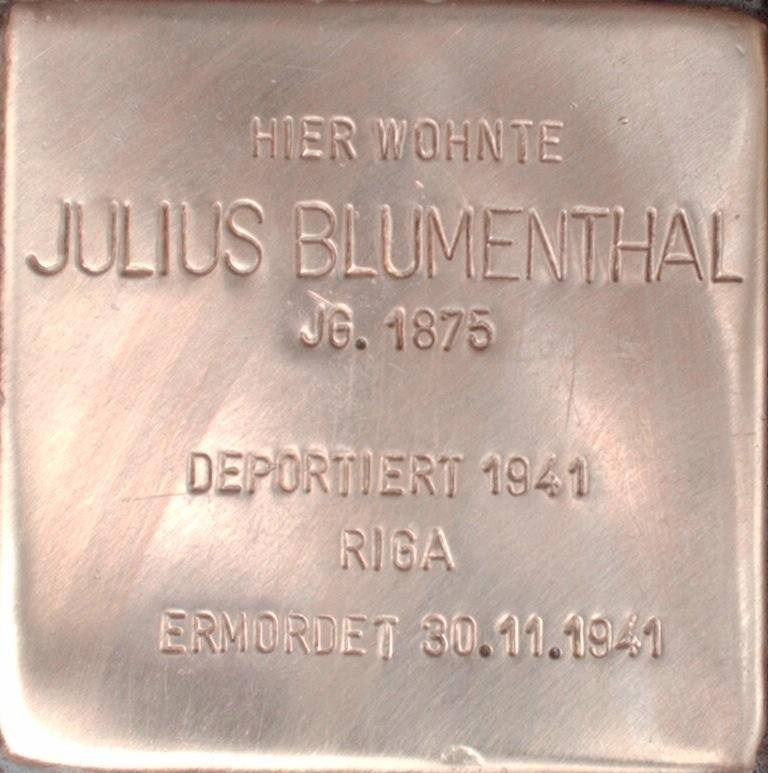 HIER WOHNTE
JULIUS BLUMENTHAL
JG. 1875
DEPORTIERT 1941
RIGA
ERMORDET 30.11.1941